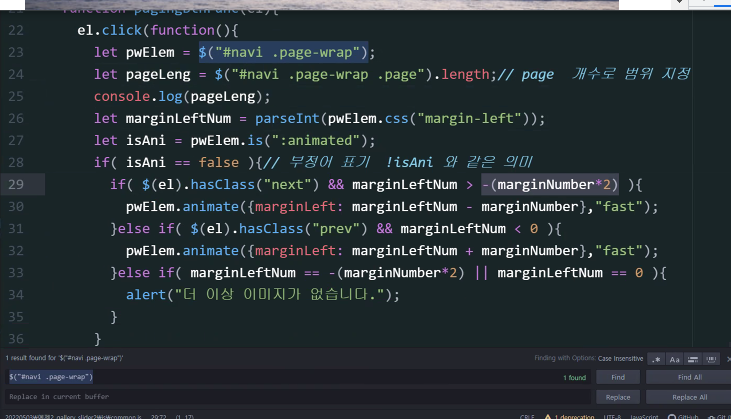 function pagingBtnFunc(el){
22 el.click(function(){
23 let pwElem = $("#navi .page-wrap");
24 let pageLeng = $("#navi .page-wrap .page").length;// page 개수로 범위 지정
25 console.log(pageLeng);
26 let marginLeftNum = parseInt(pwElem.css("margin-left"));
27 let isAni = pwElem.is(":animated");
28 if( isAni == false ){// 부정어 표기 !isAni 와 같은 의미
29 if( $(el).hasClass("next") && marginLeftNum > -(marginNumber*2) ){
30 pwElem.animate({marginLeft: marginLeftNum - marginNumber},"fast");
31 }else if( $(el).hasClass("prev") && marginLeftNum < 0 ){
32 pwElem.animate({marginLeft: marginLeftNum + marginNumber},"fast");
33 }else if( marginLeftNum == -(marginNumber*2) || marginLeftNum == 0 ){
34 alert("더 이상 이미지가 없습니다.");
35 }
36 }
1 result found for '$("#navi .page-wrap")' Finding with Options: Case Insensitive .* Aa
$("#navi .page-wrap") 1 found Find Find All
Replace in current buffer Replace Replace All
29:72 (1, 17) CRLF 1 deprecation UTF-8 JavaScript GitHub